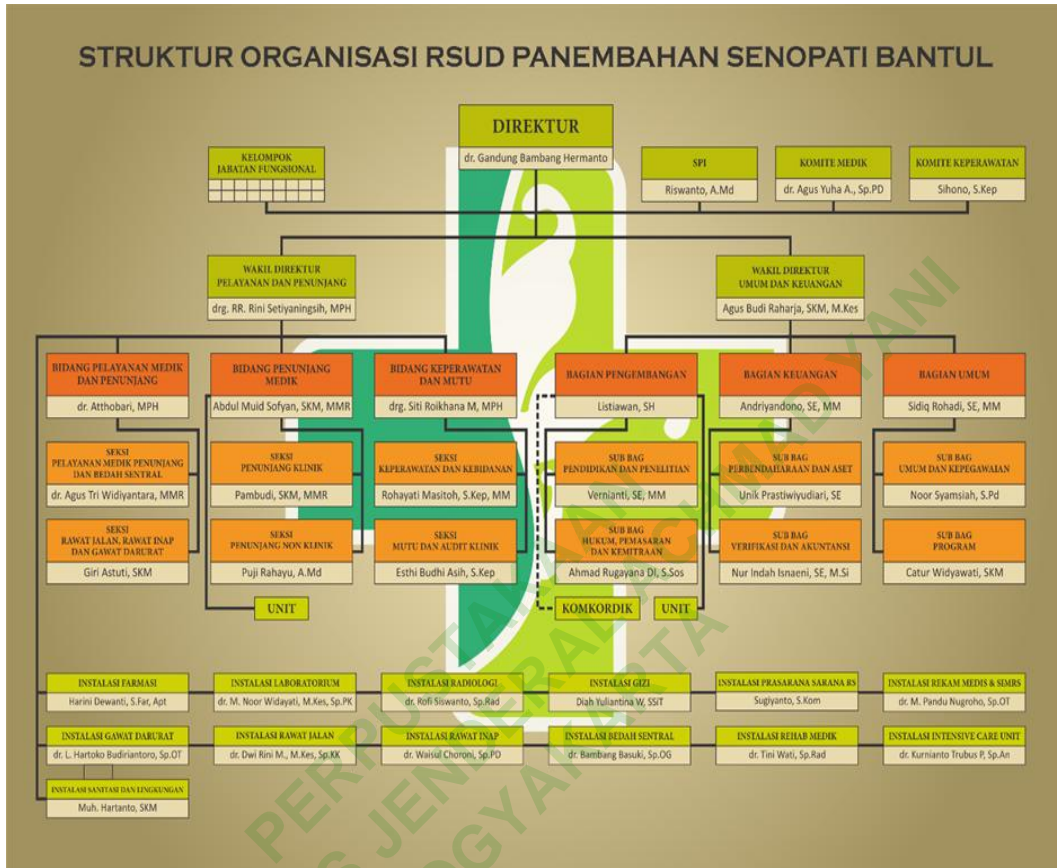 STRUKTUR ORGANISASI RSUD PANEMBAHAN SENOPATI BANTUL
DIREKTUR
dr. Gandung Bambang Hermanto
KELOMPOK
JABATAN FUNGSIONAL
SPI
Riswanto, A.Md
KOMITE MEDIK
dr. Agus Yuha A., Sp.PD
KOMITE KEPERAWATAN
Sihono, S.Kep
WAKIL DIREKTUR
PELAYANAN DAN PENUNJANG
drg. RR. Rini Setiyaningsih, MPH
WAKIL DIREKTUR
UMUM DAN KEUANGAN
Agus Budi Raharja, SKM, M.Kes
BIDANG PELAYANAN MEDIK
DAN PENUNJANG
dr. Atthobari, MPH
BIDANG PENUNJANG
MEDIK
Abdul Muid Sofyan, SKM, MMR
BIDANG KEPERAWATAN
DAN MUTU
drg. Siti Roikhana M, MPH
BAGIAN PENGEMBANGAN
Listiawan, SH
BAGIAN KEUANGAN
Andriyandono, SE, MM
BAGIAN UMUM
Sidiq Rohadi, SE, MM
SEKSI
PELAYANAN MEDIK PENUNJANG
DAN BEDAH SENTRAL
dr. Agus Tri Widiyantara, MMR
SEKSI
PENUNJANG KLINIK
Pambudi, SKM, MMR
SEKSI
KEPERAWATAN DAN KEBIDANAN
Rohayati Masitoh, S.Kep, MM
SUB BAG
PENDIDIKAN DAN PENELITIAN
Vernianti, SE, MM
SUB BAG
PERBENDAHARAAN DAN ASET
Unik Prastiwiyudiari, SE
SUB BAG
UMUM DAN KEPEGAWAIAN
Noor Syamsiah, S.Pd
SEKSI
RAWAT JALAN, RAWAT INAP
DAN GAWAT DARURAT
Giri Astuti, SKM
SEKSI
PENUNJANG NON KLINIK
Puji Rahayu, A.Md
SEKSI
MUTU DAN AUDIT KLINIK
Esthi Budhi Asih, S.Kep
SUB BAG
HUKUM, PEMASARAN
DAN KEMITRAAN
Ahmad Rugayana DI, S.Sos
SUB BAG
VERIFIKASI DAN AKUNTANSI
Nur Indah Isnaeni, SE, M.Si
SUB BAG
PROGRAM
Catur Widyawati, SKM
UNIT
KOMKORDIK
UNIT
INSTALASI FARMASI
Harini Dewanti, S.Far, Apt
INSTALASI LABORATORIUM
dr. M. Noor Widayati, M.Kes, Sp.PK
INSTALASI RADIOLOGI
dr. Rofi Siswanto, Sp.Rad
INSTALASI GIZI
Diah Yuliantina W, SSiT
INSTALASI PRASARANA SARANA RS
Sugiyanto, S.Kom
INSTALASI REKAM MEDIS & SIMRS
dr. M. Pandu Nugroho, Sp.OT
INSTALASI GAWAT DARURAT
dr. L. Hartoko Budiriantoro, Sp.OT
INSTALASI RAWAT JALAN
dr. Dwi Rini M., M.Kes, Sp.KK
INSTALASI RAWAT INAP
dr. Waisul Choroni, Sp.PD
INSTALASI BEDAH SENTRAL
dr. Bambang Basuki, Sp.OG
INSTALASI REHAB MEDIK
dr. Tini Wati, Sp.Rad
INSTALASI INTENSIVE CARE UNIT
dr. Kurnianto Trubus P, Sp.An
INSTALASI SANITASI DAN LINGKUNGAN
Muh. Hartanto, SKM
PERPUSTAKAAN
JENDERAL ACHMAD YANI
YOGYAKARTA